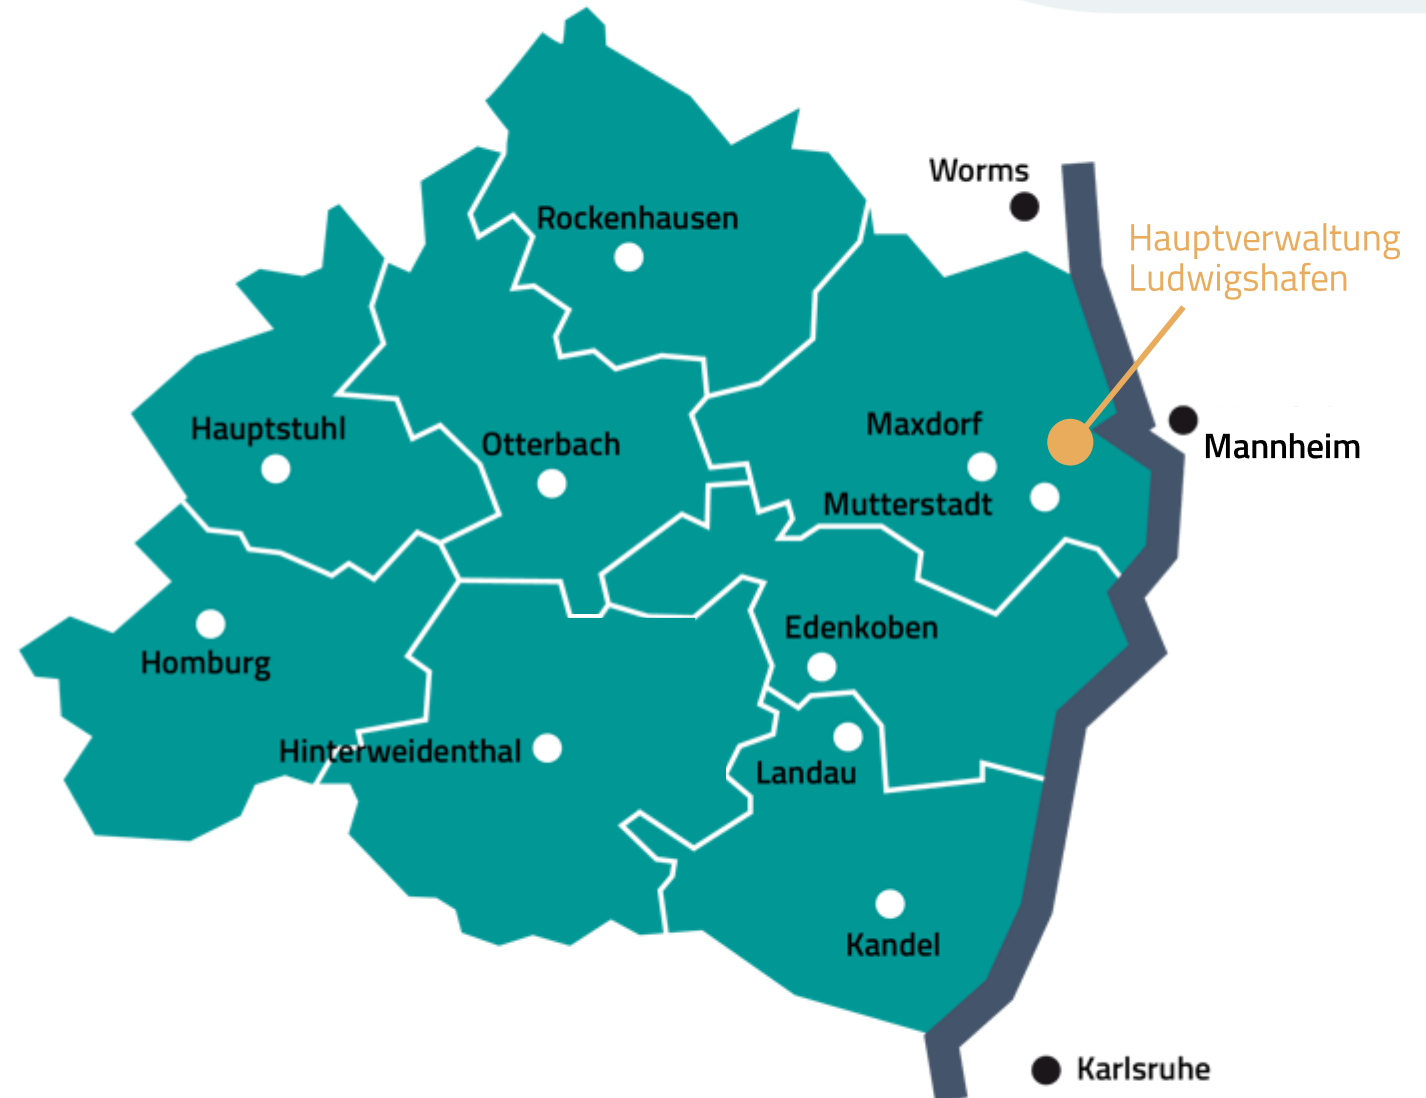 Worms
Rockenhausen
Hauptverwaltung
Ludwigshafen
Maxdorf
Hauptstuhl
Otterbach
Mannheim
Mutterstadt
Edenkoben
Homburg
Hinterweidenthal
Landau
Kandel
Karlsruhe